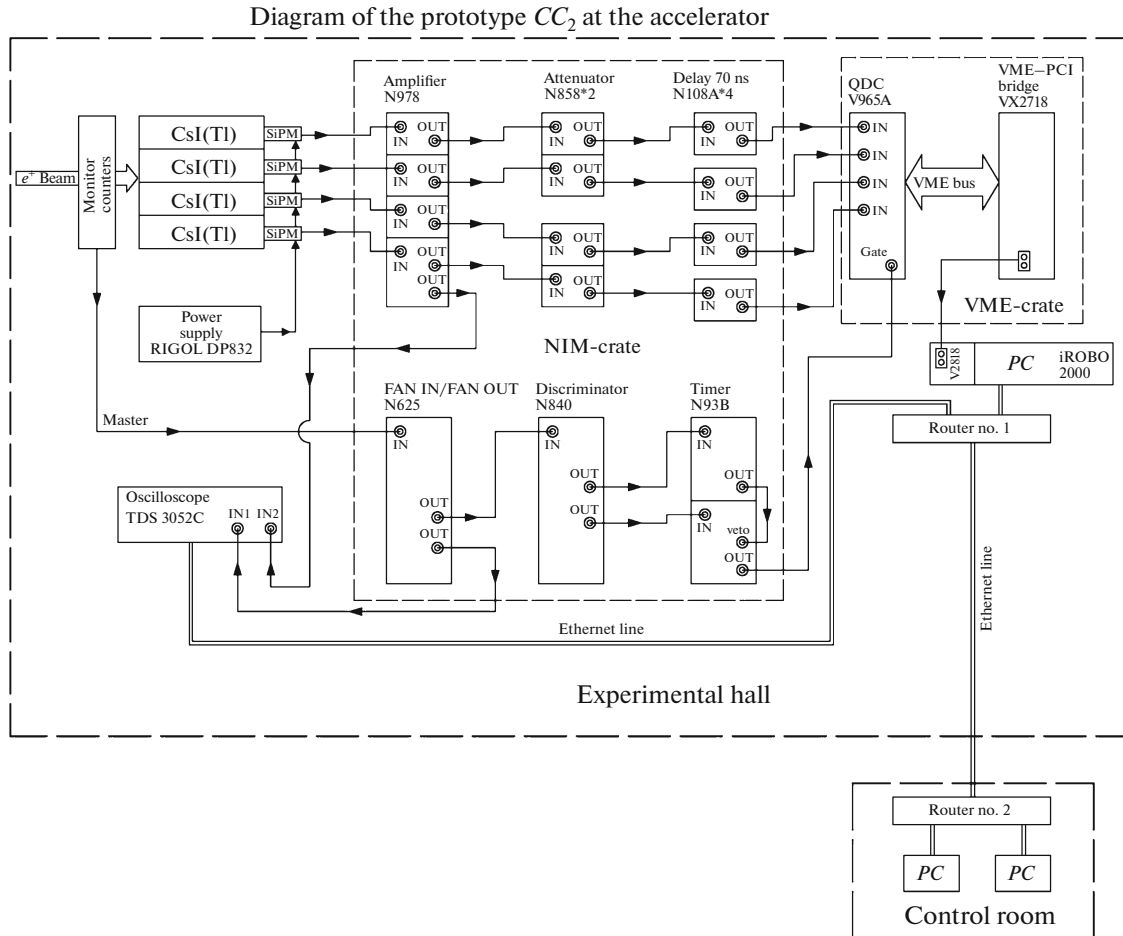 Diagram of the prototype CC2 at the accelerator
Amplifier
N978
Attenuator
N858*2
Delay 70 ns
N108A*4
QDC
V965A
VME–PCI
bridge
VX2718
e+ Beam
Monitor
counters
CsI(Tl)
SiPM
CsI(Tl)
SiPM
CsI(Tl)
SiPM
CsI(Tl)
SiPM
IN
OUT
IN
OUT
IN
OUT
IN
OUT
OUT
IN
OUT
IN
OUT
IN
OUT
IN
OUT
IN
OUT
IN
OUT
IN
OUT
IN
OUT
IN
IN
IN
IN
Gate
VME bus
VME-crate
Power
supply
RIGOL DP832
NIM-crate
V2818
PC
iROBO
2000
Router no. 1
FAN IN/FAN OUT
N625
Discriminator
N840
Timer
N93B
Master
IN
OUT
OUT
IN
OUT
OUT
IN
OUT
IN
veto
OUT
Oscilloscope
TDS 3052C
IN1
IN2
Ethernet line
Ethernet line
Experimental hall
Router no. 2
PC
PC
Control room